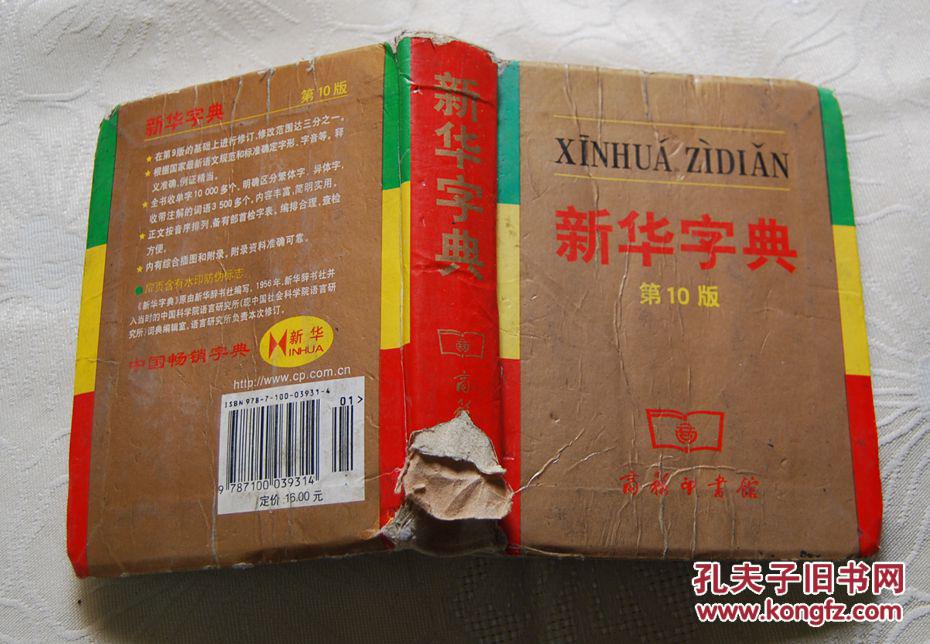 新华字典
第10版
★ 在第9版的基础上进行修订,修改范围达三分之一。
★ 根据国家最新语文规范和标准确定字形、字音等,释
义准确,例证精当。
★ 全书收单字10 000多个,明确区分繁体字、异体字,
收带注解的词语3 500多个,内容丰富,简明实用。
★ 正文按音序排列,备有部首检字表,编排合理,查检
方便。
★ 内有综合插图和附录,附录资料准确可靠。
● 扉页含有水印防伪标志。
《新华字典》原由新华辞书社编写,1956年,新华辞书社并
入当时的中国科学院语言研究所(现中国社会科学院语言研
究所)词典编辑室,语言研究所负责本次修订。
中国畅销字典
新华
XINHUA
http://www.cp.com.cn
ISBN 978-7-100-03931-4
01>
9 787100 039314
定价 16.00 元
新华字典
商
XĪNHUÁ ZÌDIǍN
新华字典
第10版
商务印书馆
孔夫子旧书网
www.kongfz.com